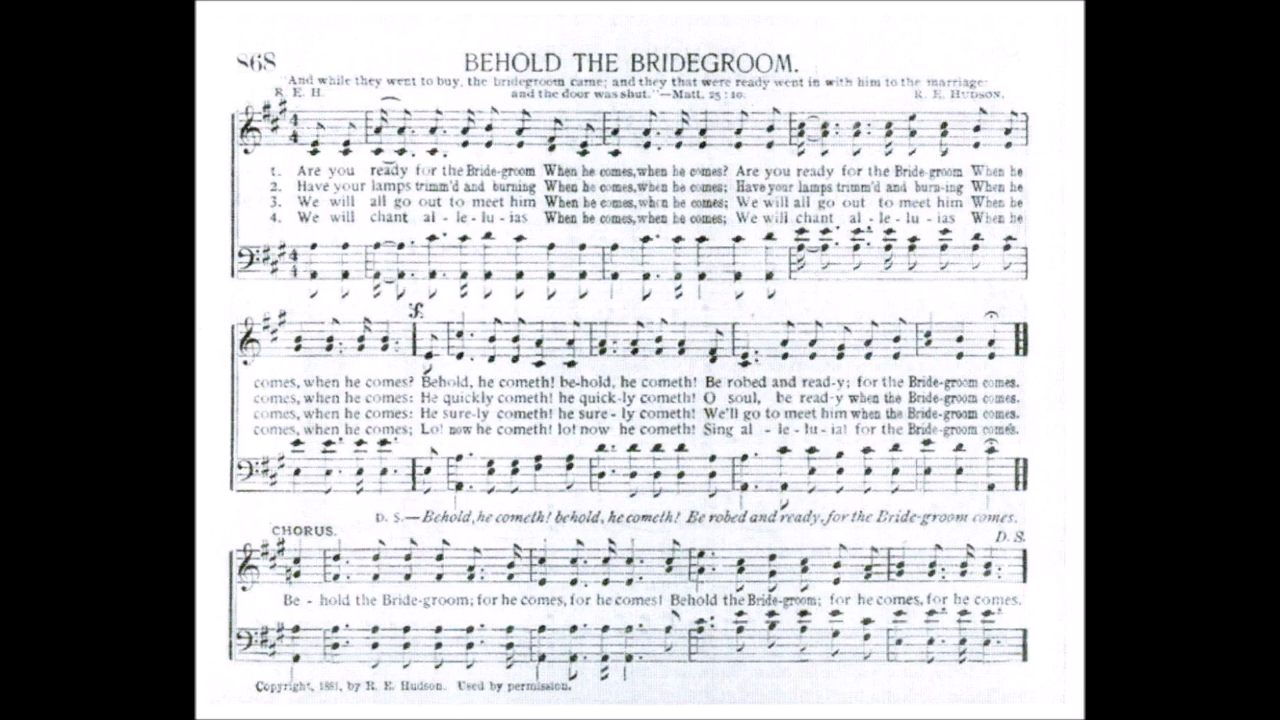 868
BEHOLD THE BRIDEGROOM.
"And while they went to buy, the bridegroom came; and they that were ready went in with him to the marriage:
R. E. H. and the door was shut."—Matt. 25:10. R. E. HUDSON.
1. Are you ready for the Bride-groom When he comes, when he comes? Are you ready for the Bride-groom When he
2. Have your lamps trimm'd and burning When he comes, when he comes; Have your lamps trimm'd and burn-ing When he
3. We will all go out to meet him When he comes, when he comes; We will all go out to meet him When he
4. We will chant al - le - lu - ias When he comes, when he comes; We will chant al - le - lu - ias When he
comes, when he comes? Behold, he cometh! be-hold, he cometh! Be robed and read-y; for the Bride-groom comes.
comes, when he comes: He quickly cometh! he quick-ly cometh! O soul, be read-y when the Bride-groom comes.
comes, when he comes: He sure-ly cometh! he sure - ly cometh! We'll go to meet him when the Bride-groom comes.
comes, when he comes; Lo! now he cometh! lo! now he cometh! Sing al - le - lu - ia! for the Bride-groom comes.
D. S.—Behold, he cometh! behold, he cometh! Be robed and ready, for the Bride-groom comes.
CHORUS. D. S.
Be - hold the Bride-groom; for he comes, for he comes! Behold the Bride-groom; for he comes, for he comes.
Copyright, 1881, by R. E. Hudson. Used by permission.